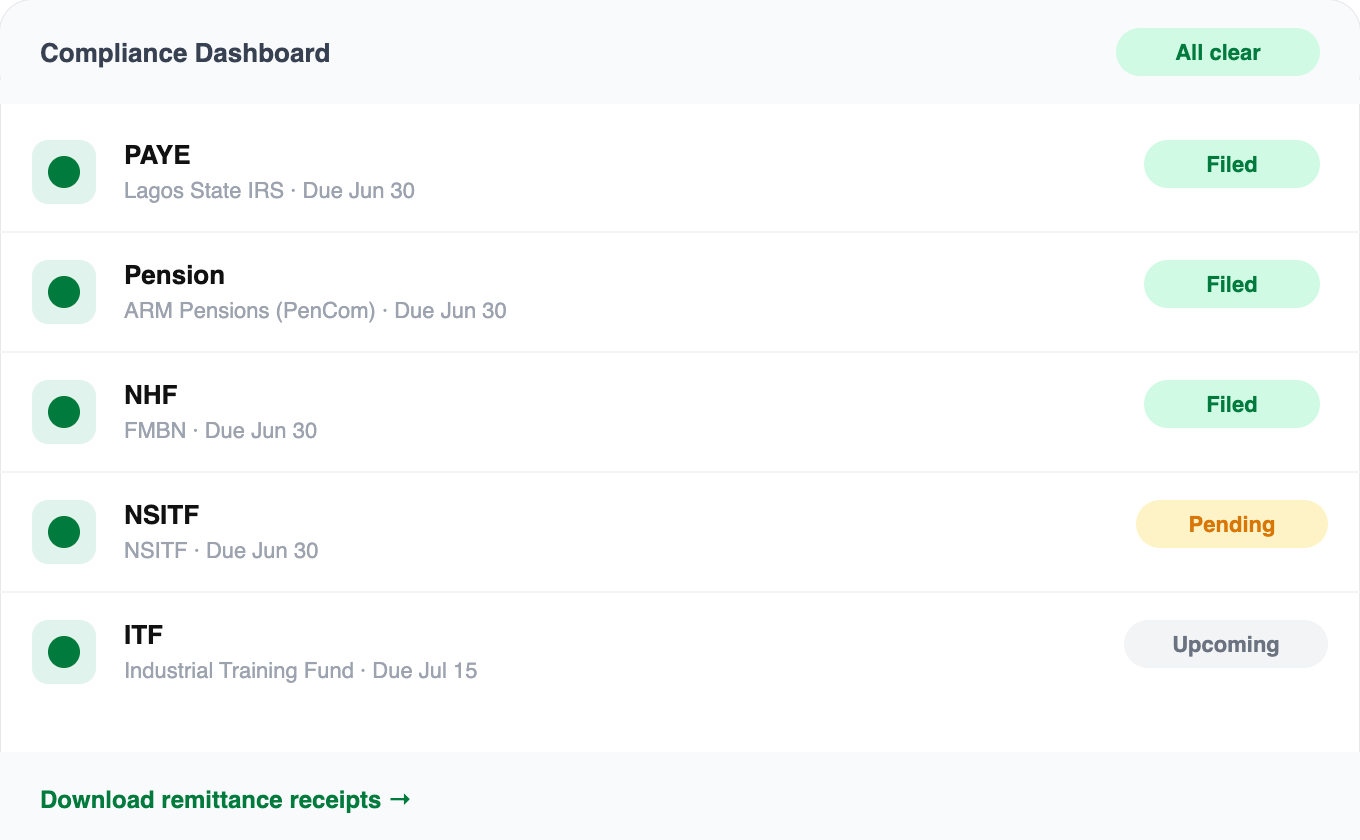 Compliance Dashboard
All clear
PAYE
Lagos State IRS · Due Jun 30
Filed
Pension
ARM Pensions (PenCom) · Due Jun 30
Filed
NHF
FMBN · Due Jun 30
Filed
NSITF
NSITF · Due Jun 30
Pending
ITF
Industrial Training Fund · Due Jul 15
Upcoming
Download remittance receipts →